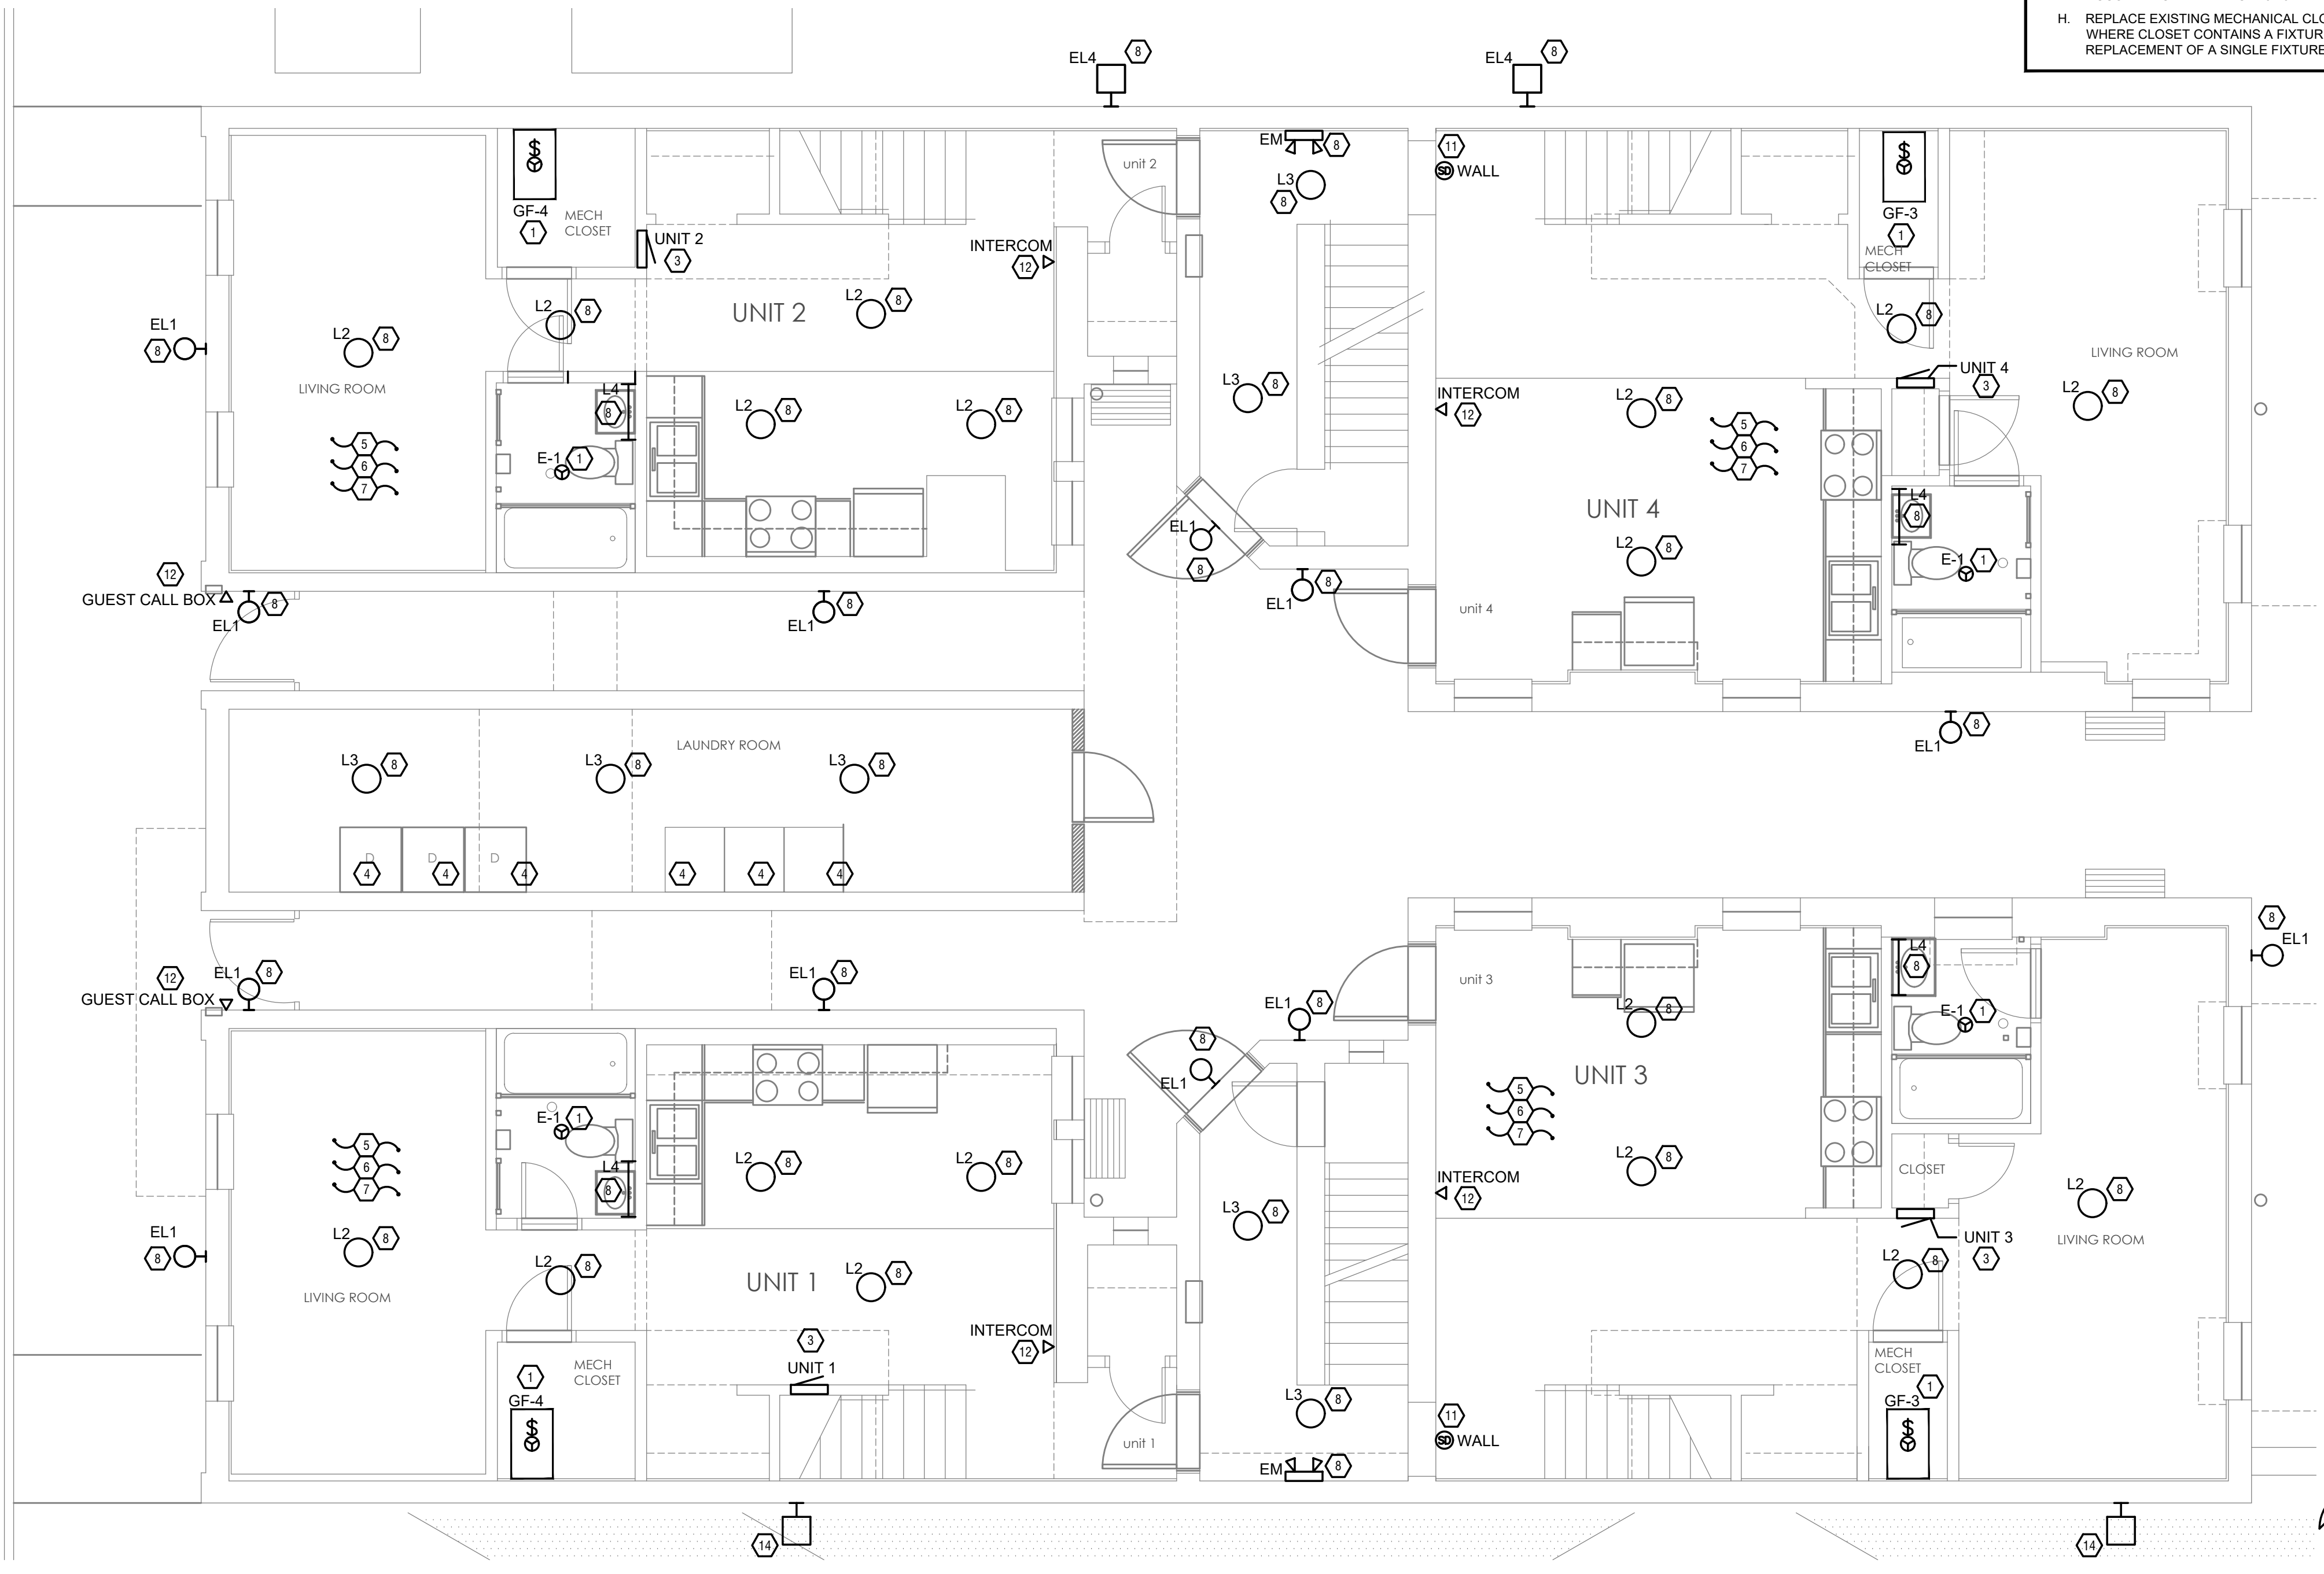 H. REPLACE EXISTING MECHANICAL CLO
WHERE CLOSET CONTAINS A FIXTUR
REPLACEMENT OF A SINGLE FIXTURE
EL4 8
EL4 8
$
GF-4
1
MECH
CLOSET
UNIT 2
3
INTERCOM
12
unit 2
EM 8
L3
8
11
SD WALL
$
GF-3
1
MECH
CLOSET
EL1
8
L2 8
LIVING ROOM
L2 8
UNIT 2
L2 8
L2 8
LIVING ROOM
UNIT 4
3
L2 8
5
6
7
L4
8
E-1 1
L2 8
L2 8
L3 8
INTERCOM
12
L2 8
5
6
7
UNIT 4
L2 8
L4
8
E-1 1
EL1
8
EL1 8
unit 4
12
GUEST CALL BOX
EL1 8
EL1 8
EL1 8
LAUNDRY ROOM
L3 8
L3 8
L3 8
D D D
4 4 4 4 4 4
12
GUEST CALL BOX
EL1 8
EL1 8
EL1 8
8
EL1
unit 3
L2 8
L4
8
E-1 1
8
EL1
UNIT 3
5
6
7
L2 8
INTERCOM
12
CLOSET
L2 8
UNIT 3
3
LIVING ROOM
L2 8
MECH
CLOSET
1
GF-3
$
E-1 1
L4
8
5
6
7
L2 8
L2 8
L3 8
EL1
8
L2 8
LIVING ROOM
L2 8
UNIT 1
L2 8
INTERCOM
12
3
UNIT 1
MECH
CLOSET
1
GF-4
$
unit 1
L3 8
EM 8
11
SD WALL
14
14